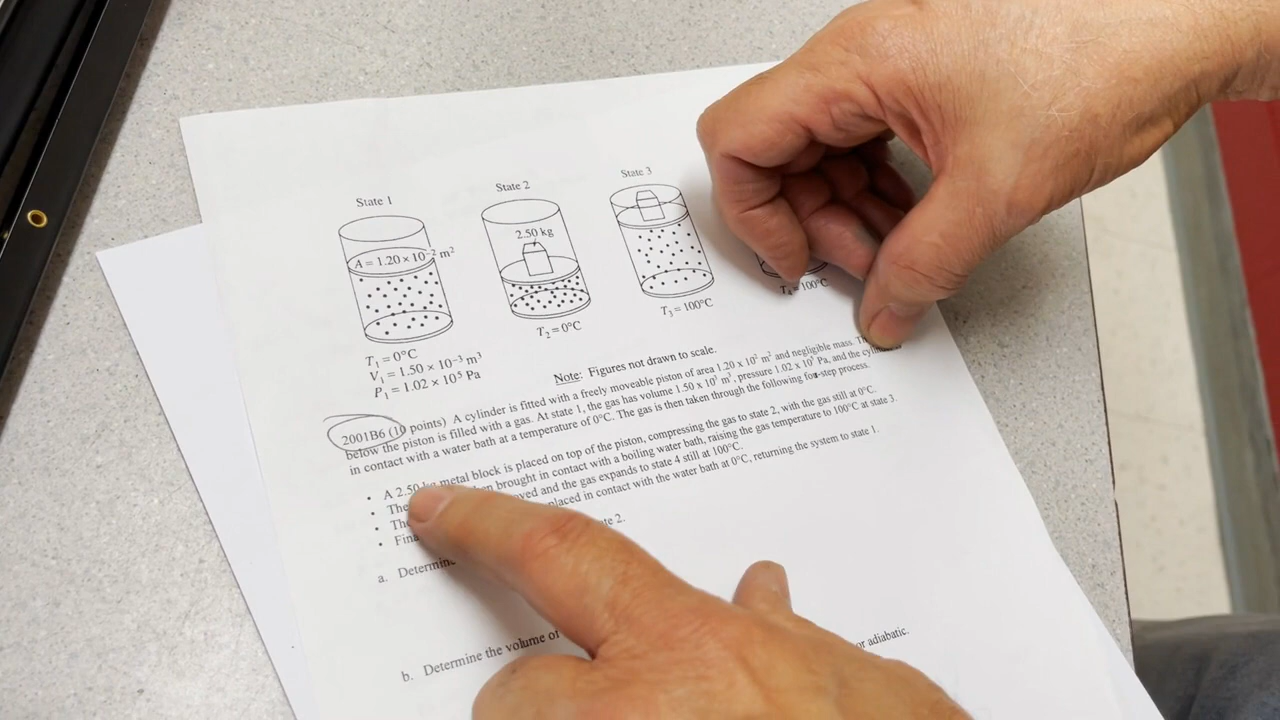 State 1
State 2
State 3
A = 1.20 × 10⁻² m²
2.50 kg
T₁ = 0°C
V₁ = 1.50 × 10⁻³ m³
P₁ = 1.02 × 10⁵ Pa
T₂ = 0°C
T₃ = 100°C
T₄ = 100°C
Note: Figures not drawn to scale.
2001B6 (10 points) A cylinder is fitted with a freely moveable piston of area 1.20 x 10 m² and negligible mass.
below the piston is filled with a gas. At state 1, the gas has volume 1.50 x 10 m³, pressure 1.02 x 10 Pa, and the
in contact with a water bath at a temperature of 0°C. The gas is then taken through the following step process.
• A 2.50 kg metal block is placed on top of the piston, compressing the gas to state 2, with the gas still at 0°C.
• The brought in contact with a boiling water bath, raising the gas temperature to 100°C at state 3.
• The and the gas expands to state 4 still at 100°C.
• placed in contact with the water bath at 0°C, returning the system to state 1.
a. Determine 2.
b. Determine the volume of or adiabatic.